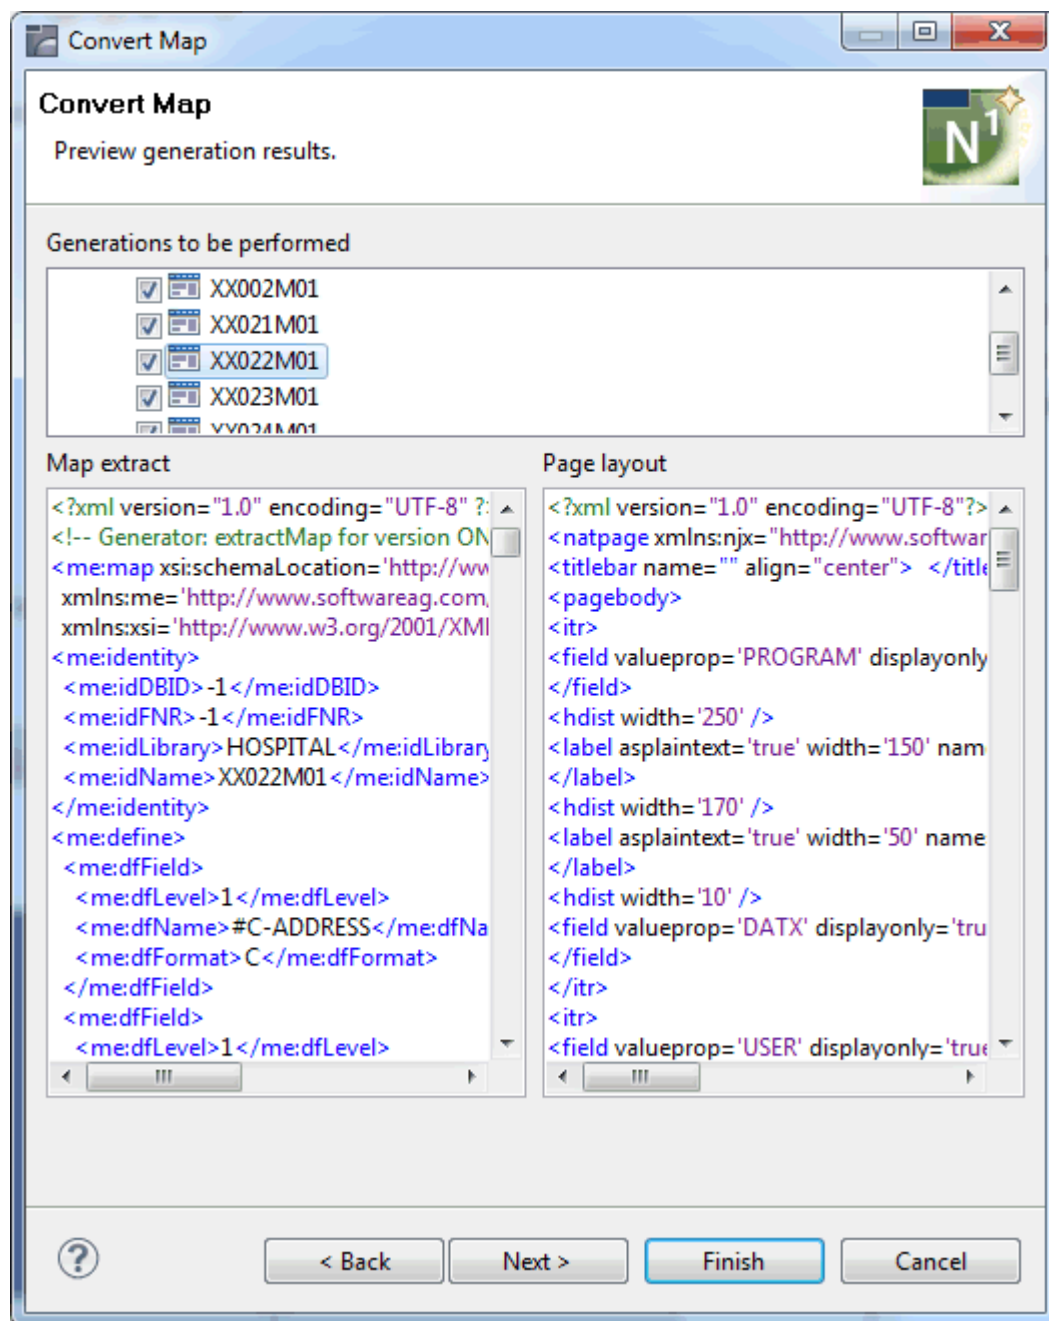 Convert Map
Convert Map
Preview generation results.
N1
Generations to be performed
XX002M01
XX021M01
XX022M01
XX023M01
XX024M01
Map extract
<?xml version="1.0" encoding="UTF-8" ?
<!-- Generator: extractMap for version ON
<me:map xsi:schemaLocation='http://ww
xmlns:me='http://www.softwareag.com,
xmlns:xsi='http://www.w3.org/2001/XMl
<me:identity>
<me:idDBID>-1</me:idDBID>
<me:idFNR>-1</me:idFNR>
<me:idLibrary>HOSPITAL</me:idLibrary
<me:idName>XX022M01</me:idName>
</me:identity>
<me:define>
<me:dfField>
<me:dfLevel>1</me:dfLevel>
<me:dfName>#C-ADDRESS</me:dfNa
<me:dfFormat>C</me:dfFormat>
</me:dfField>
<me:dfField>
<me:dfLevel>1</me:dfLevel>
Page layout
<?xml version="1.0" encoding="UTF-8"?>
<natpage xmlns:njx="http://www.softwar
<titlebar name="" align="center"> </title
<pagebody>
<itr>
<field valueprop='PROGRAM' displayonly
</field>
<hdist width='250' />
<label asplaintext='true' width='150' nam
</label>
<hdist width='170' />
<label asplaintext='true' width='50' name
</label>
<hdist width='10' />
<field valueprop='DATX' displayonly='tru
</field>
</itr>
<itr>
<field valueprop='USER' displayonly='true
?
< Back
Next >
Finish
Cancel